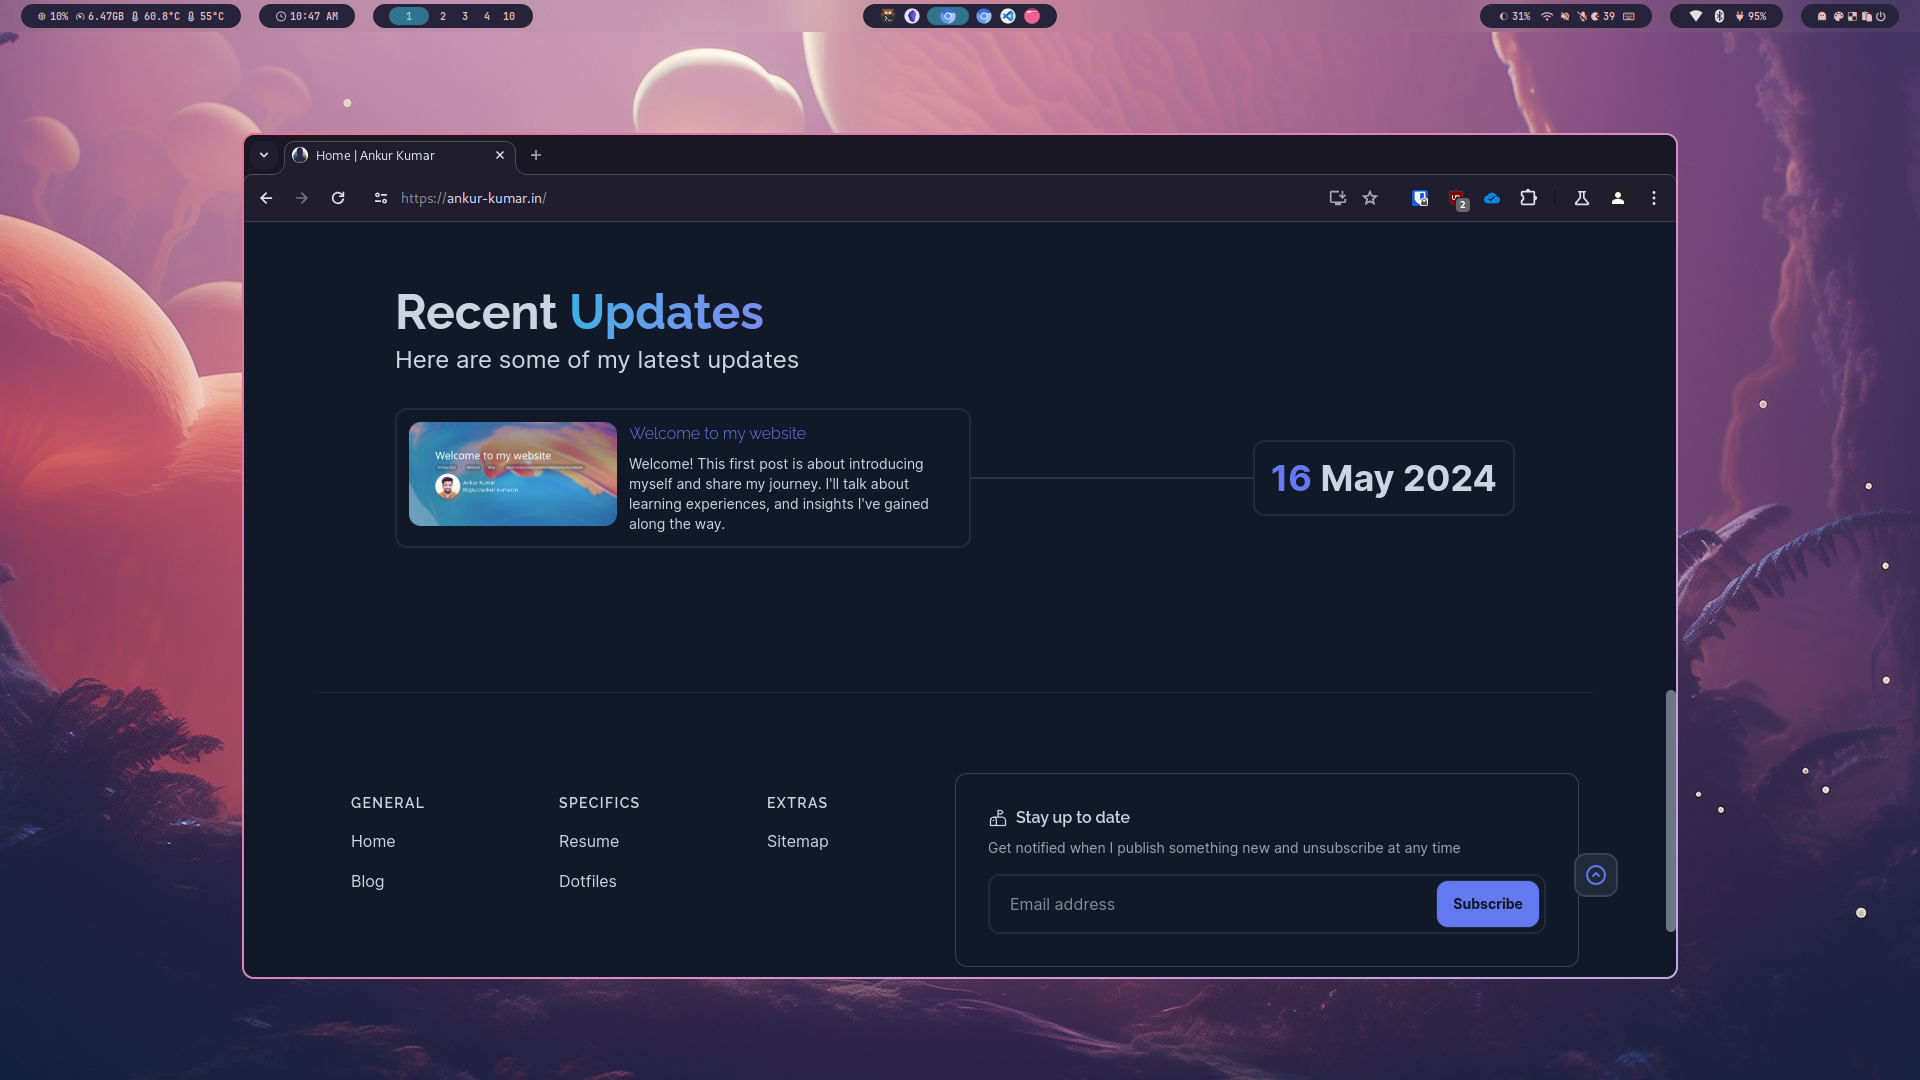 10% 6.47GB 60.8°C 55°C
10:47 AM
1 2 3 4 10
31% 39
95%
Home | Ankur Kumar
https://ankur-kumar.in/
2
Recent Updates
Here are some of my latest updates
Welcome to my website
Ankur Kumar
https://ankur-kumar.in
Welcome to my website
Welcome! This first post is about introducing
myself and share my journey. I'll talk about
learning experiences, and insights I've gained
along the way.
16 May 2024
GENERAL
Home
Blog
SPECIFICS
Resume
Dotfiles
EXTRAS
Sitemap
Stay up to date
Get notified when I publish something new and unsubscribe at any time
Email address
Subscribe